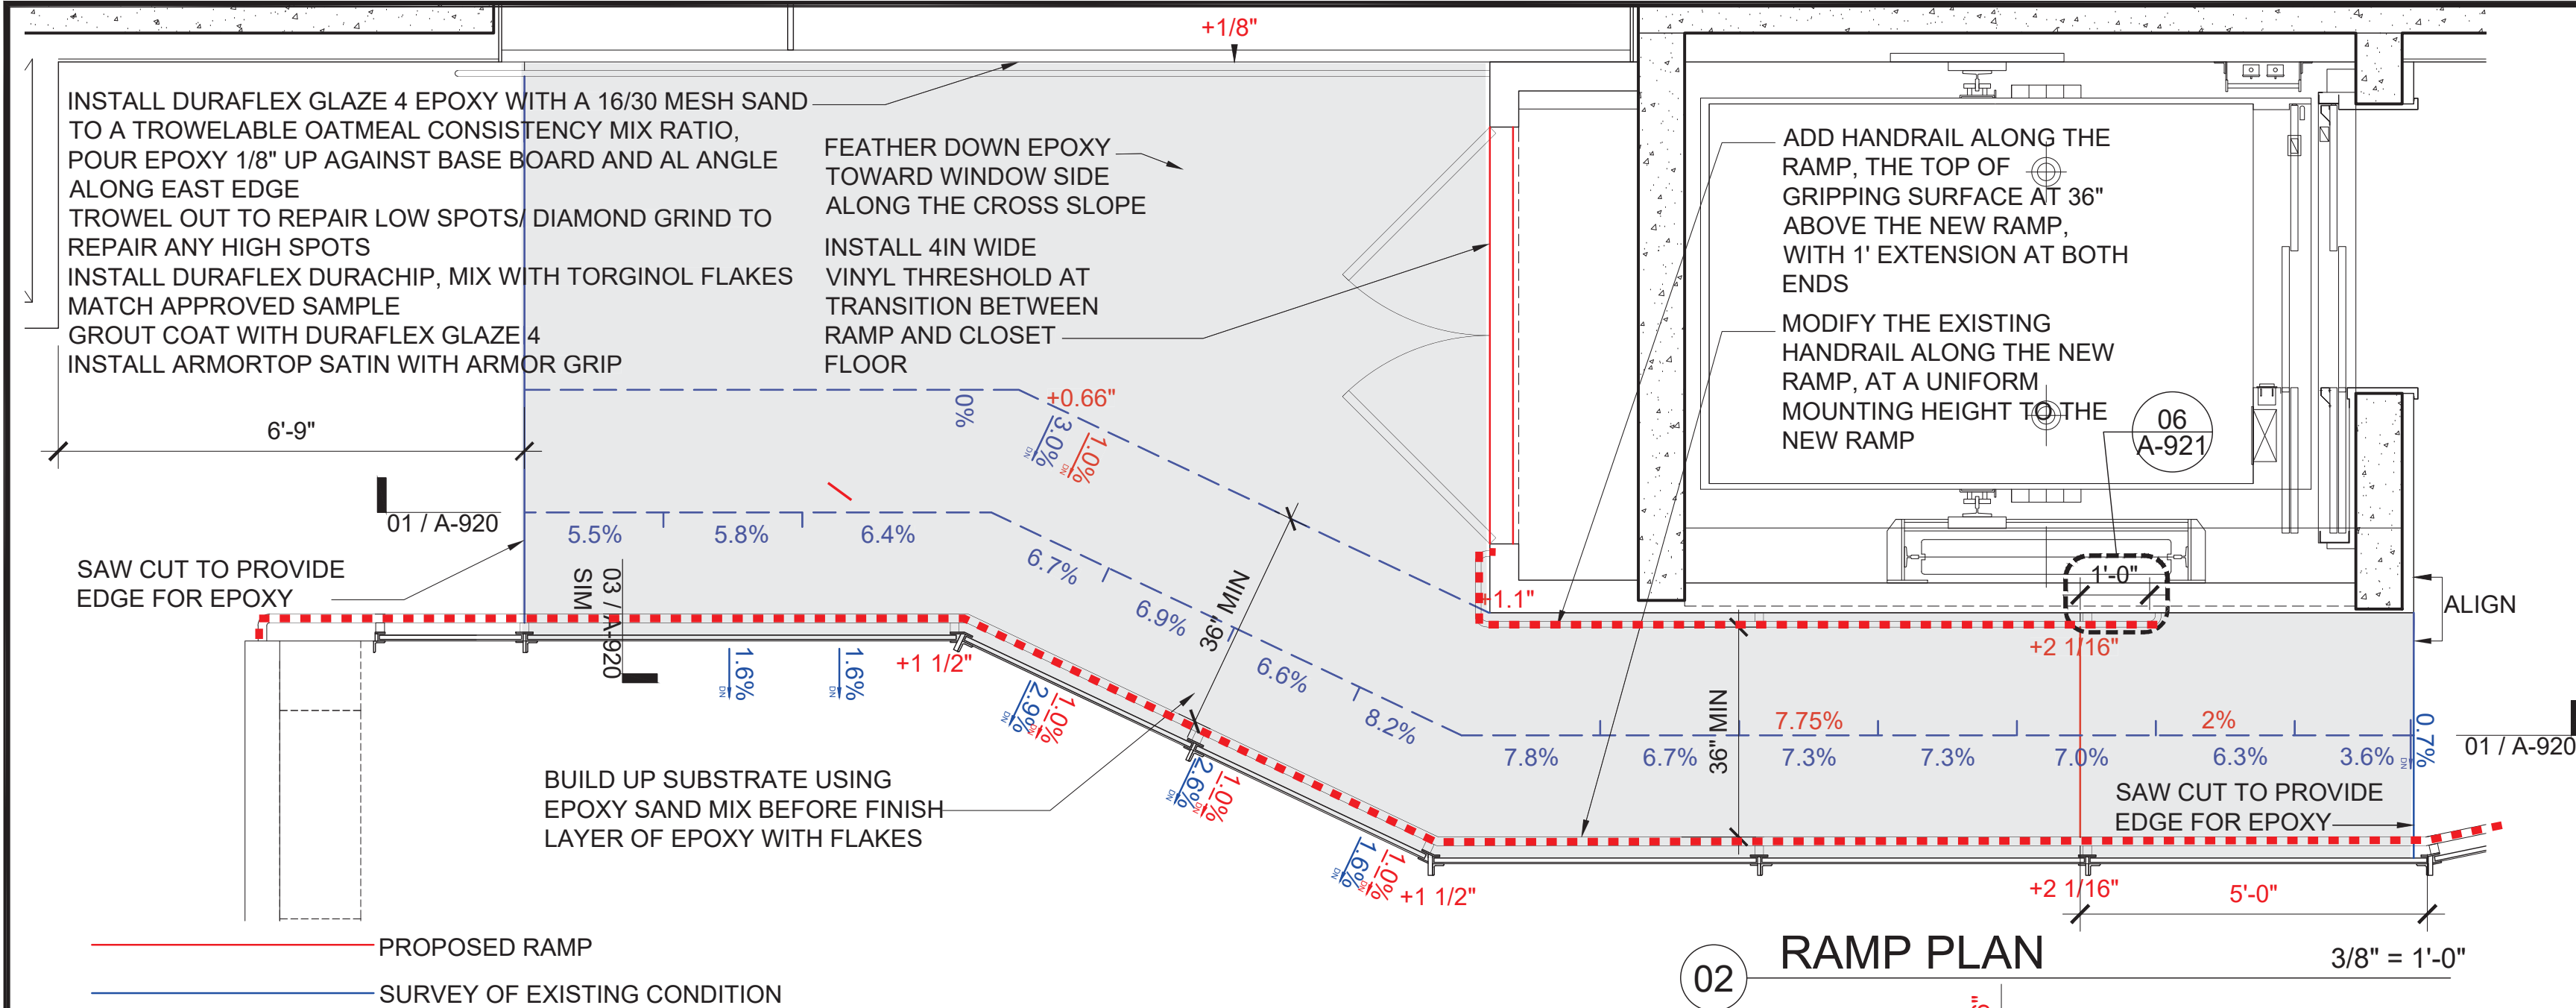 +1/8"
INSTALL DURAFLEX GLAZE 4 EPOXY WITH A 16/30 MESH SAND
TO A TROWELABLE OATMEAL CONSISTENCY MIX RATIO,
POUR EPOXY 1/8" UP AGAINST BASE BOARD AND AL ANGLE
ALONG EAST EDGE
TROWEL OUT TO REPAIR LOW SPOTS/ DIAMOND GRIND TO
REPAIR ANY HIGH SPOTS
INSTALL DURAFLEX DURACHIP, MIX WITH TORGINOL FLAKES
MATCH APPROVED SAMPLE
GROUT COAT WITH DURAFLEX GLAZE 4
INSTALL ARMORTOP SATIN WITH ARMOR GRIP
FEATHER DOWN EPOXY
TOWARD WINDOW SIDE
ALONG THE CROSS SLOPE
INSTALL 4IN WIDE
VINYL THRESHOLD AT
TRANSITION BETWEEN
RAMP AND CLOSET
FLOOR
ADD HANDRAIL ALONG THE
RAMP, THE TOP OF
GRIPPING SURFACE AT 36"
ABOVE THE NEW RAMP,
WITH 1' EXTENSION AT BOTH
ENDS
MODIFY THE EXISTING
HANDRAIL ALONG THE NEW
RAMP, AT A UNIFORM
MOUNTING HEIGHT TO THE
NEW RAMP
06
A-921
6'-9"
0%
+0.66"
3.0%
DN
1.0%
DN
01 / A-920
5.5%
5.8%
6.4%
6.7%
6.9%
6.6%
8.2%
36" MIN
SAW CUT TO PROVIDE
EDGE FOR EPOXY
03 / A-920
SIM
1'-0"
+1.1"
ALIGN
+2 1/16"
1.6%
DN
1.6%
DN
+1 1/2"
2.9%
DN
1.0%
DN
2.6%
DN
1.0%
DN
1.6%
DN
1.0%
DN
+1 1/2"
36" MIN
7.75%
2%
7.8%
6.7%
7.3%
7.3%
7.0%
6.3%
3.6%
0.7%
DN
01 / A-920
BUILD UP SUBSTRATE USING
EPOXY SAND MIX BEFORE FINISH
LAYER OF EPOXY WITH FLAKES
SAW CUT TO PROVIDE
EDGE FOR EPOXY
+2 1/16"
5'-0"
PROPOSED RAMP
SURVEY OF EXISTING CONDITION
02
RAMP PLAN
3/8" = 1'-0"